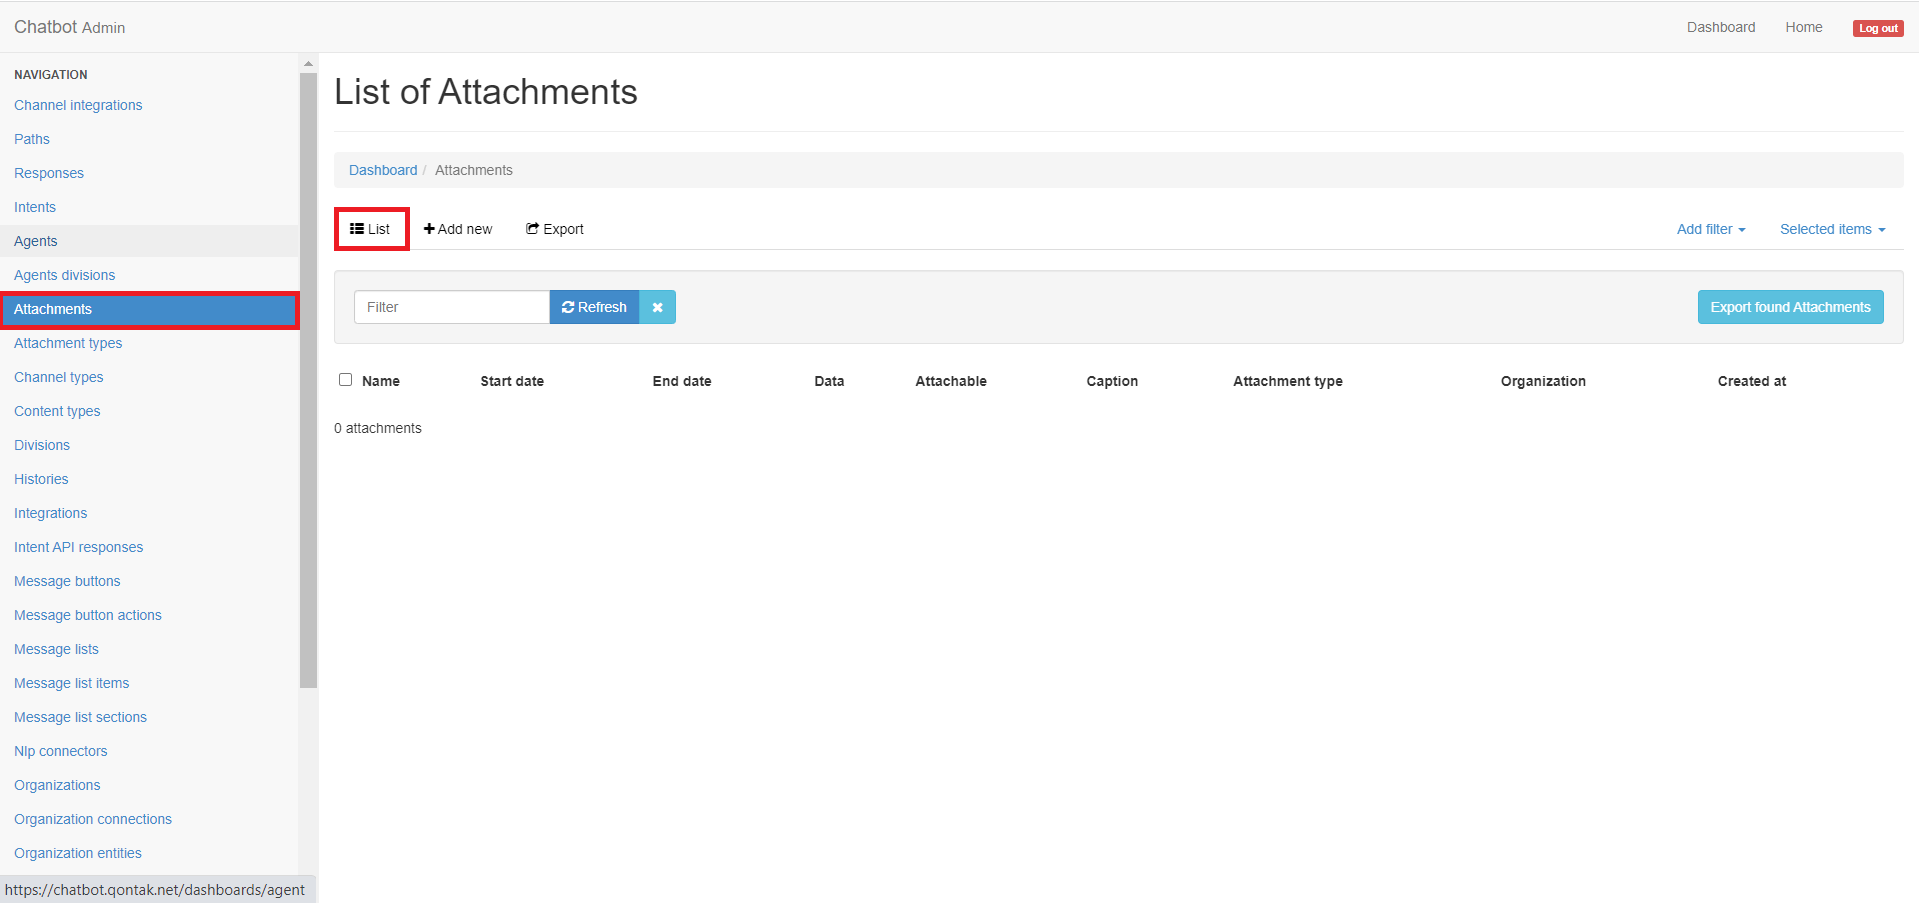 Chatbot Admin
Dashboard
Home
Log out
NAVIGATION
Channel integrations
Paths
Responses
Intents
Agents
Agents divisions
Attachments
Attachment types
Channel types
Content types
Divisions
Histories
Integrations
Intent API responses
Message buttons
Message button actions
Message lists
Message list items
Message list sections
Nlp connectors
Organizations
Organization connections
Organization entities
https://chatbot.qontak.net/dashboards/agent
List of Attachments
Dashboard / Attachments
List
Add new
Export
Add filter
Selected items
Filter
Refresh
Export found Attachments
Name Start date End date Data Attachable Caption Attachment type Organization Created at
0 attachments